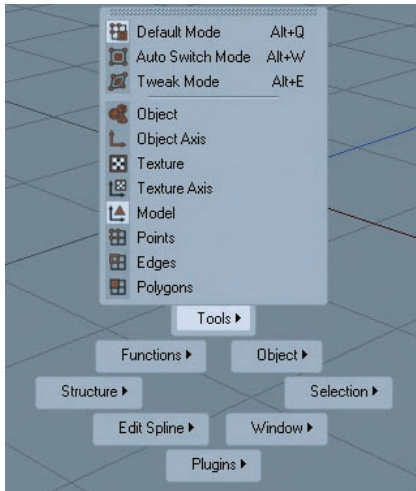 Default Mode Alt+Q
Auto Switch Mode Alt+W
Tweak Mode Alt+E
Object
Object Axis
Texture
Texture Axis
Model
Points
Edges
Polygons
Tools
Functions
Object
Structure
Selection
Edit Spline
Window
Plugins